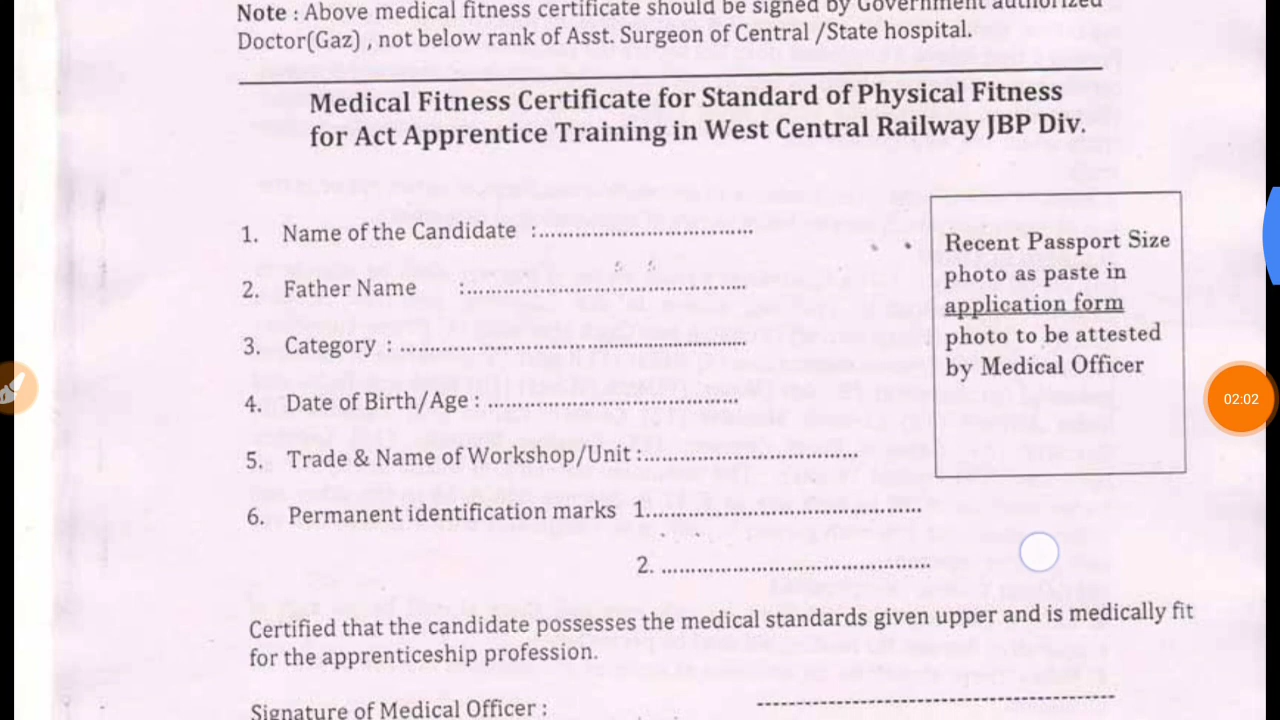 Note : Above medical fitness certificate should be signed by Government authorized
Doctor(Gaz) , not below rank of Asst. Surgeon of Central /State hospital.
Medical Fitness Certificate for Standard of Physical Fitness
for Act Apprentice Training in West Central Railway JBP Div.
1. Name of the Candidate :....................................
2. Father Name :..............................................
3. Category : ..........................................................
4. Date of Birth/Age : ..........................................
5. Trade & Name of Workshop/Unit :....................................
6. Permanent identification marks 1..............................................
2. .............................................
Recent Passport Size
photo as paste in
application form
photo to be attested
by Medical Officer
02:02
Certified that the candidate possesses the medical standards given upper and is medically fit
for the apprenticeship profession.
Signature of Medical Officer : ------------------------------------